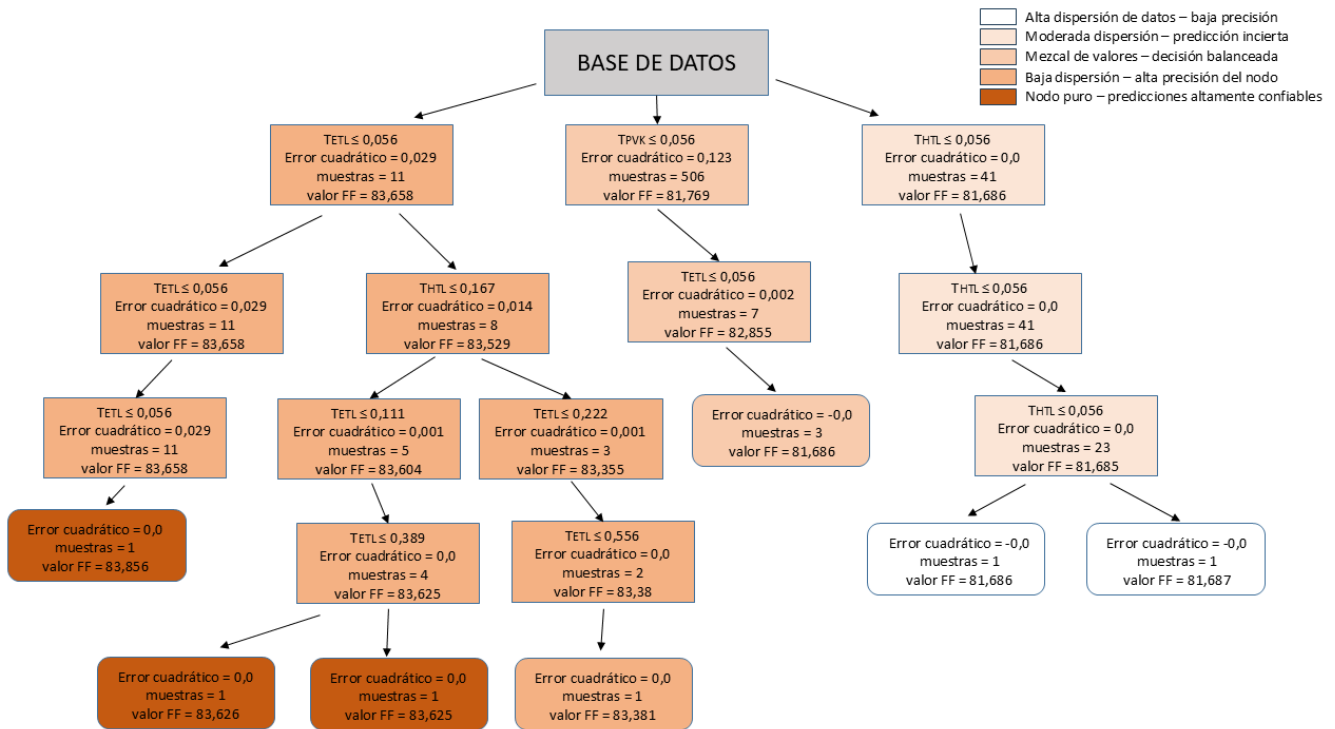 Alta dispersión de datos – baja precisión
Moderada dispersión – predicción incierta
Mezcal de valores – decisión balanceada
Baja dispersión – alta precisión del nodo
Nodo puro – predicciones altamente confiables
BASE DE DATOS
TETL ≤ 0,056
Error cuadrático = 0,029
muestras = 11
valor FF = 83,658
TPVK ≤ 0,056
Error cuadrático = 0,123
muestras = 506
valor FF = 81,769
THTL ≤ 0,056
Error cuadrático = 0,0
muestras = 41
valor FF = 81,686
TETL ≤ 0,056
Error cuadrático = 0,029
muestras = 11
valor FF = 83,658
THTL ≤ 0,167
Error cuadrático = 0,014
muestras = 8
valor FF = 83,529
TETL ≤ 0,056
Error cuadrático = 0,002
muestras = 7
valor FF = 82,855
THTL ≤ 0,056
Error cuadrático = 0,0
muestras = 41
valor FF = 81,686
TETL ≤ 0,056
Error cuadrático = 0,029
muestras = 11
valor FF = 83,658
TETL ≤ 0,111
Error cuadrático = 0,001
muestras = 5
valor FF = 83,604
TETL ≤ 0,222
Error cuadrático = 0,001
muestras = 3
valor FF = 83,355
Error cuadrático = -0,0
muestras = 3
valor FF = 81,686
THTL ≤ 0,056
Error cuadrático = 0,0
muestras = 23
valor FF = 81,685
Error cuadrático = 0,0
muestras = 1
valor FF = 83,856
TETL ≤ 0,389
Error cuadrático = 0,0
muestras = 4
valor FF = 83,625
TETL ≤ 0,556
Error cuadrático = 0,0
muestras = 2
valor FF = 83,38
Error cuadrático = -0,0
muestras = 1
valor FF = 81,686
Error cuadrático = -0,0
muestras = 1
valor FF = 81,687
Error cuadrático = 0,0
muestras = 1
valor FF = 83,626
Error cuadrático = 0,0
muestras = 1
valor FF = 83,625
Error cuadrático = 0,0
muestras = 1
valor FF = 83,381